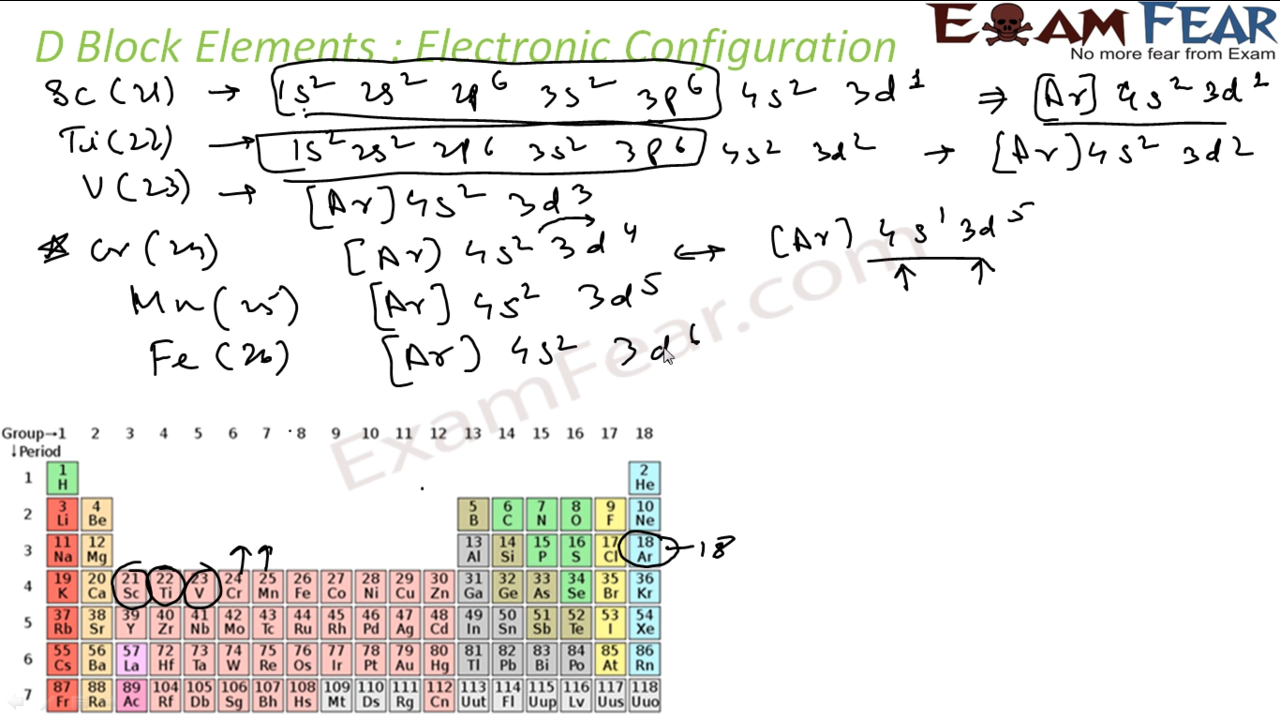 D Block Elements : Electronic Configuration
EXAM FEAR
No more fear from Exam
Sc (21) → 1s² 2s² 2p⁶ 3s² 3p⁶ 4s² 3d¹ ⇒ [Ar] 4s² 3d¹
Ti (22) → 1s² 2s² 2p⁶ 3s² 3p⁶ 4s² 3d² → [Ar] 4s² 3d²
V (23) → [Ar] 4s² 3d³
☆ Cr (24) [Ar] 4s² 3d⁴ ↔ [Ar] 4s¹ 3d⁵
Mn (25) [Ar] 4s² 3d⁵
Fe (26) [Ar] 4s² 3d⁶
ExamFear.com
Group→1 2 3 4 5 6 7 8 9 10 11 12 13 14 15 16 17 18
↓Period
1 1 H 2 He
2 3 Li 4 Be 5 B 6 C 7 N 8 O 9 F 10 Ne
3 11 Na 12 Mg 13 Al 14 Si 15 P 16 S 17 Cl 18 Ar – 18
4 19 K 20 Ca 21 Sc 22 Ti 23 V 24 Cr 25 Mn 26 Fe 27 Co 28 Ni 29 Cu 30 Zn 31 Ga 32 Ge 33 As 34 Se 35 Br 36 Kr
5 37 Rb 38 Sr 39 Y 40 Zr 41 Nb 42 Mo 43 Tc 44 Ru 45 Rh 46 Pd 47 Ag 48 Cd 49 In 50 Sn 51 Sb 52 Te 53 I 54 Xe
6 55 Cs 56 Ba 57 La 72 Hf 73 Ta 74 W 75 Re 76 Os 77 Ir 78 Pt 79 Au 80 Hg 81 Tl 82 Pb 83 Bi 84 Po 85 At 86 Rn
7 87 Fr 88 Ra 89 Ac 104 Rf 105 Db 106 Sg 107 Bh 108 Hs 109 Mt 110 Ds 111 Rg 112 Cn 113 Uut 114 Fl 115 Uup 116 Lv 117 Uus 118 Uuo